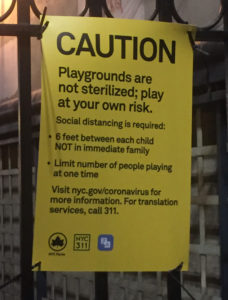 CAUTION
Playgrounds are
not sterilized; play
at your own risk.
Social distancing is required:
• 6 feet between each child
NOT in immediate family
• Limit number of people playing
at one time
Visit nyc.gov/coronavirus for
more information. For translation
services, call 311.
NYC Parks
NYC
311